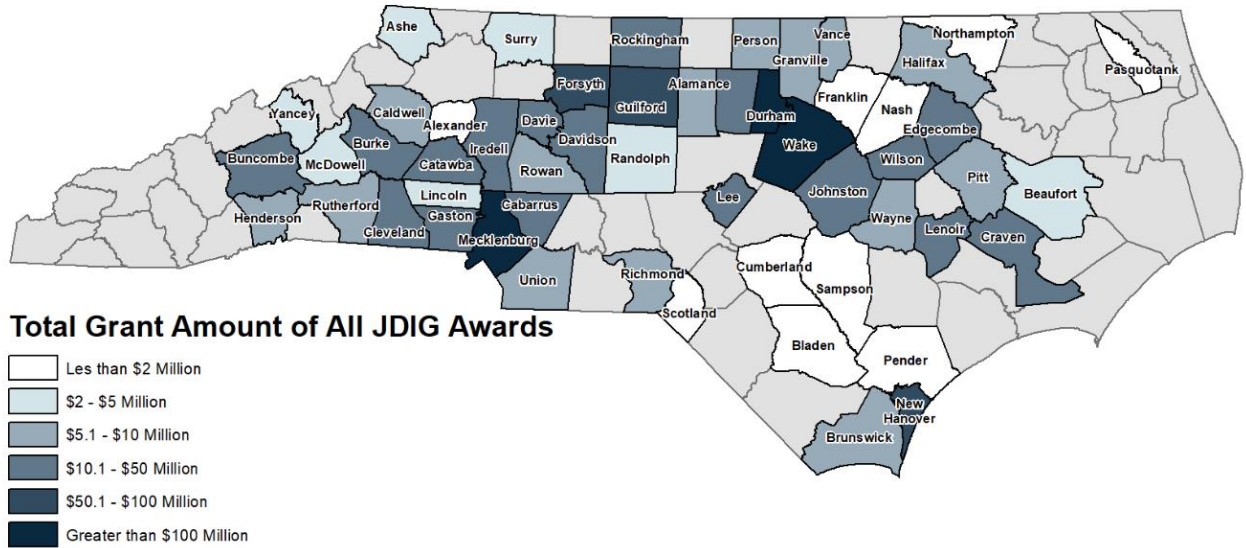 Ashe
Surry
Rockingham
Person
Vance
Granville
Northampton
Halifax
Pasquotank
Forsyth
Guilford
Alamance
Durham
Franklin
Nash
Edgecombe
Yancey
Caldwell
Alexander
Davie
Iredell
Davidson
Randolph
Wake
Wilson
Buncombe
McDowell
Burke
Catawba
Rowan
Lincoln
Lee
Johnston
Pitt
Beaufort
Henderson
Rutherford
Cleveland
Gaston
Mecklenburg
Cabarrus
Wayne
Lenoir
Craven
Union
Richmond
Scotland
Cumberland
Sampson
Bladen
Pender
New
Hanover
Brunswick
Total Grant Amount of All JDIG Awards
Les than $2 Million
$2 - $5 Million
$5.1 - $10 Million
$10.1 - $50 Million
$50.1 - $100 Million
Greater than $100 Million